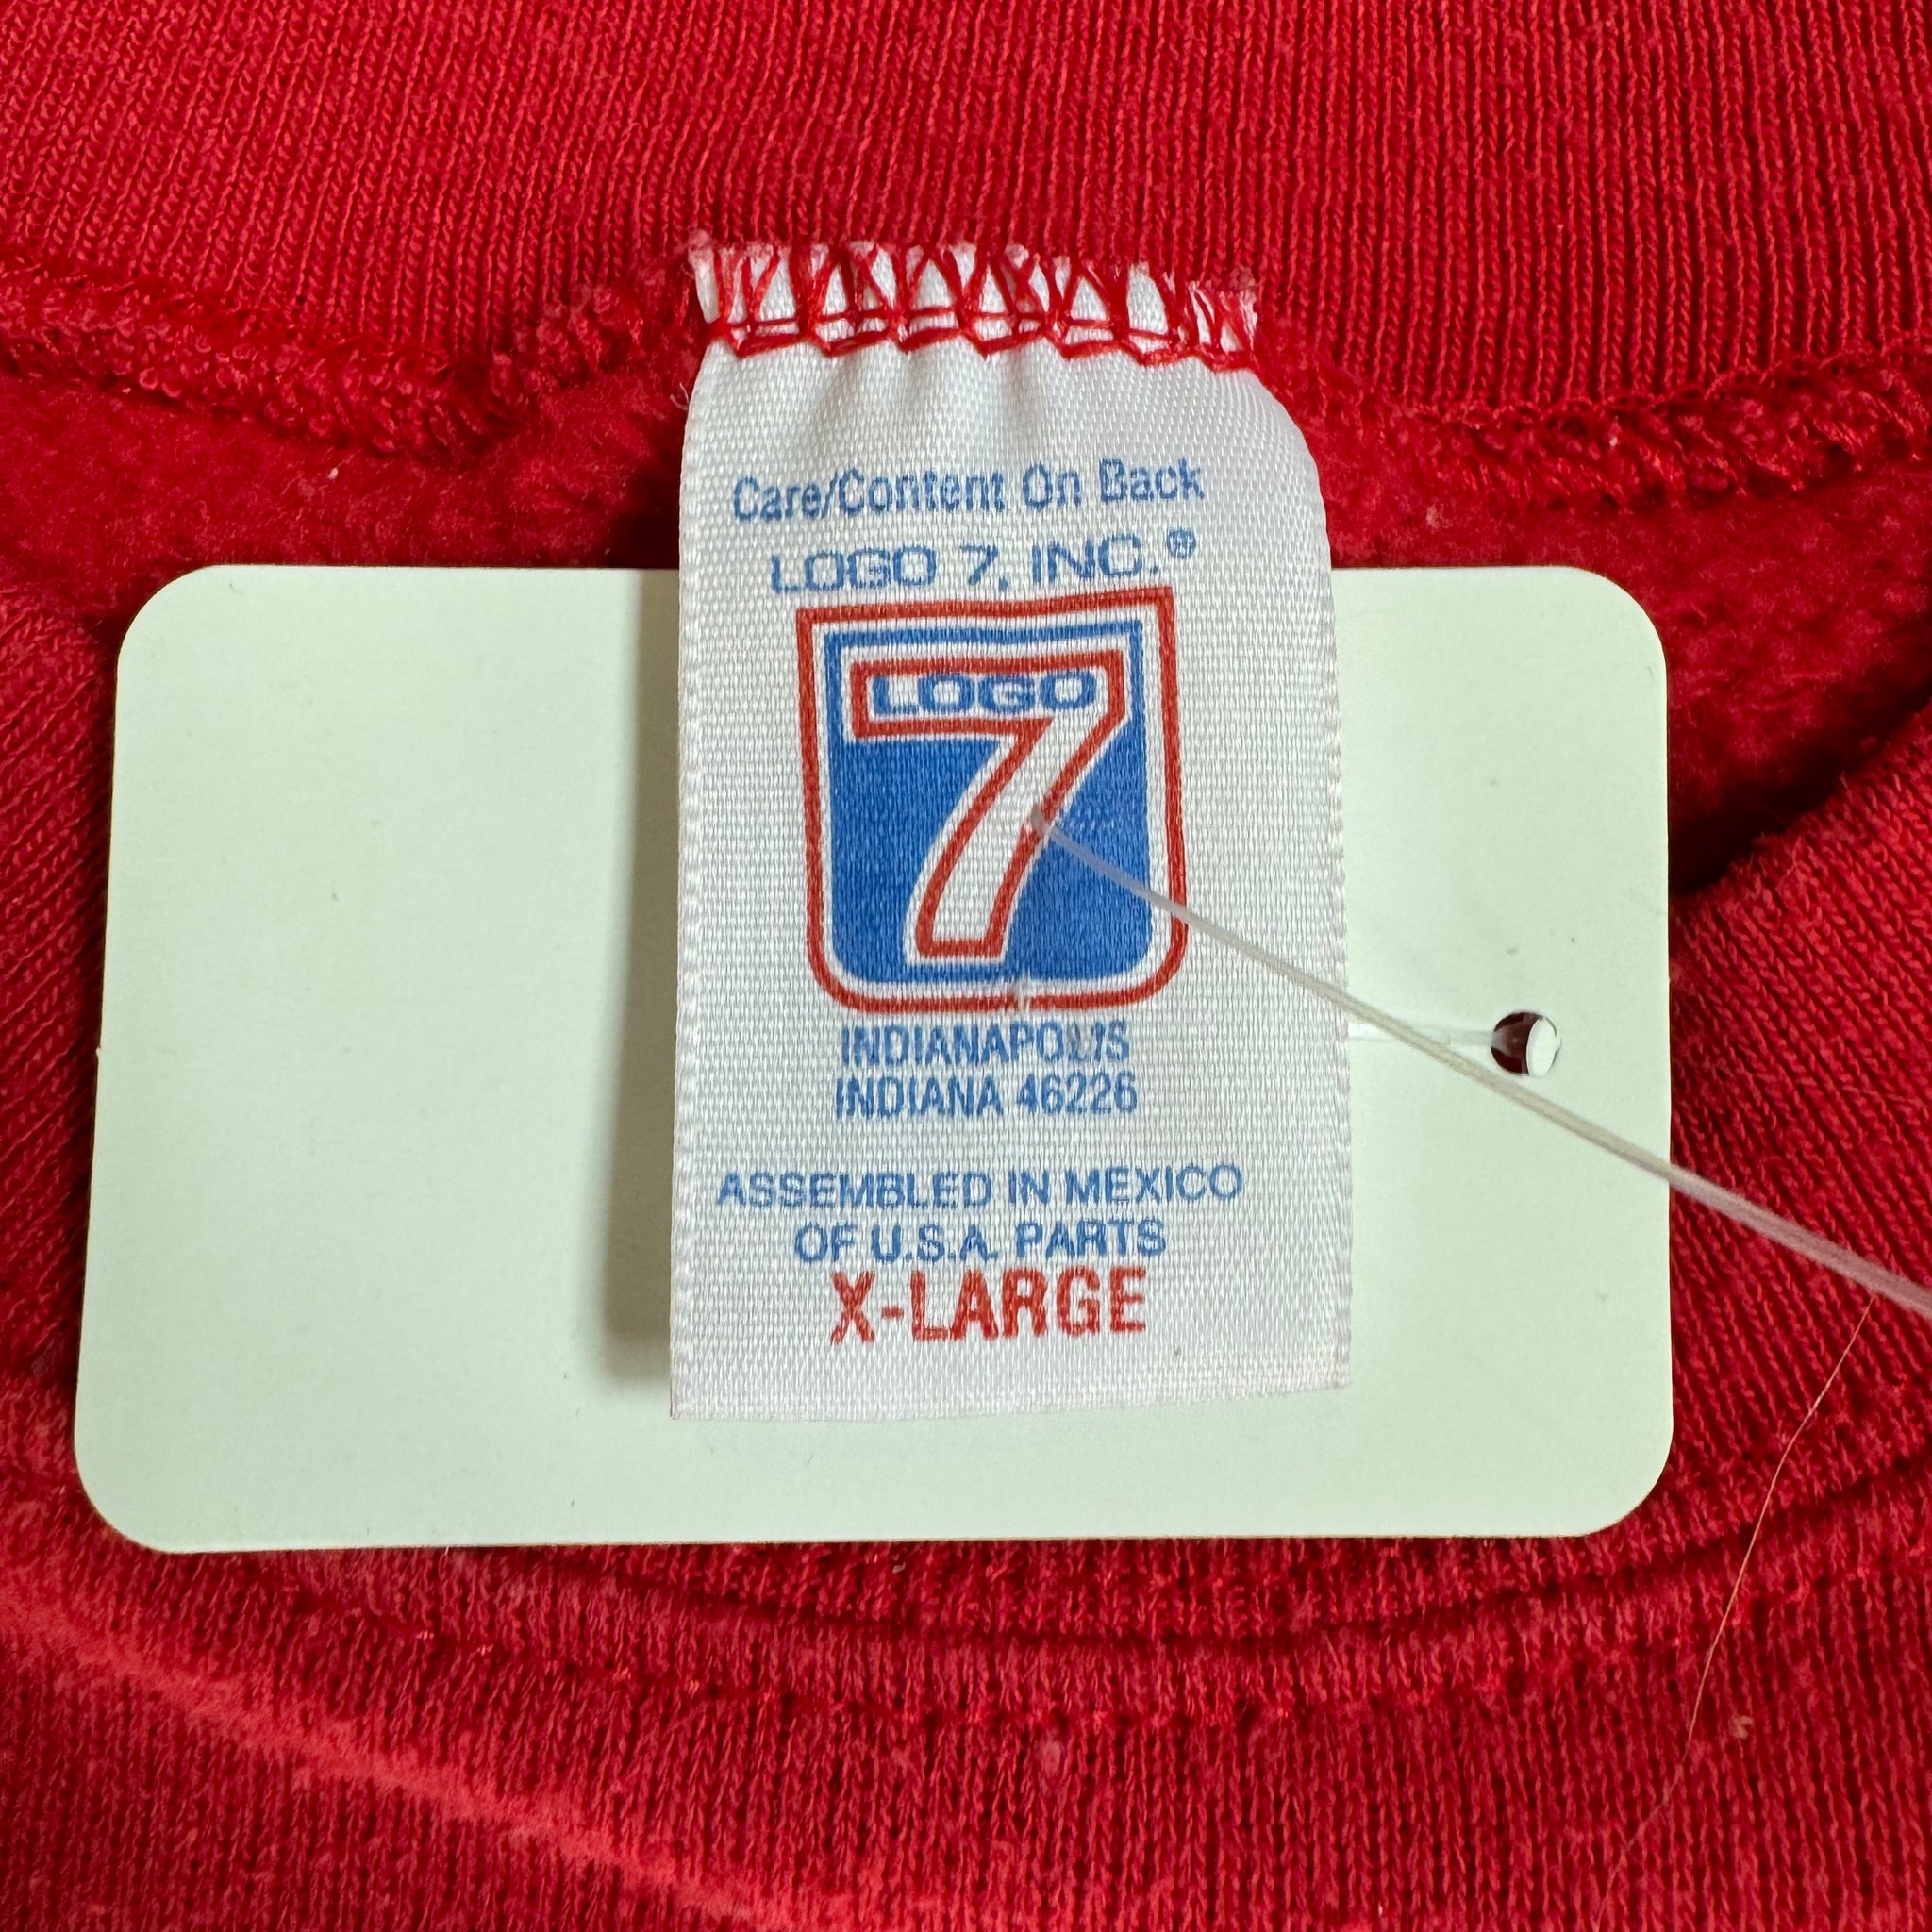 Care/Content On Back
LOGO 7, INC.®
LOGO
7
INDIANAPOLIS
INDIANA 46226
ASSEMBLED IN MEXICO
OF U.S.A. PARTS
X-LARGE